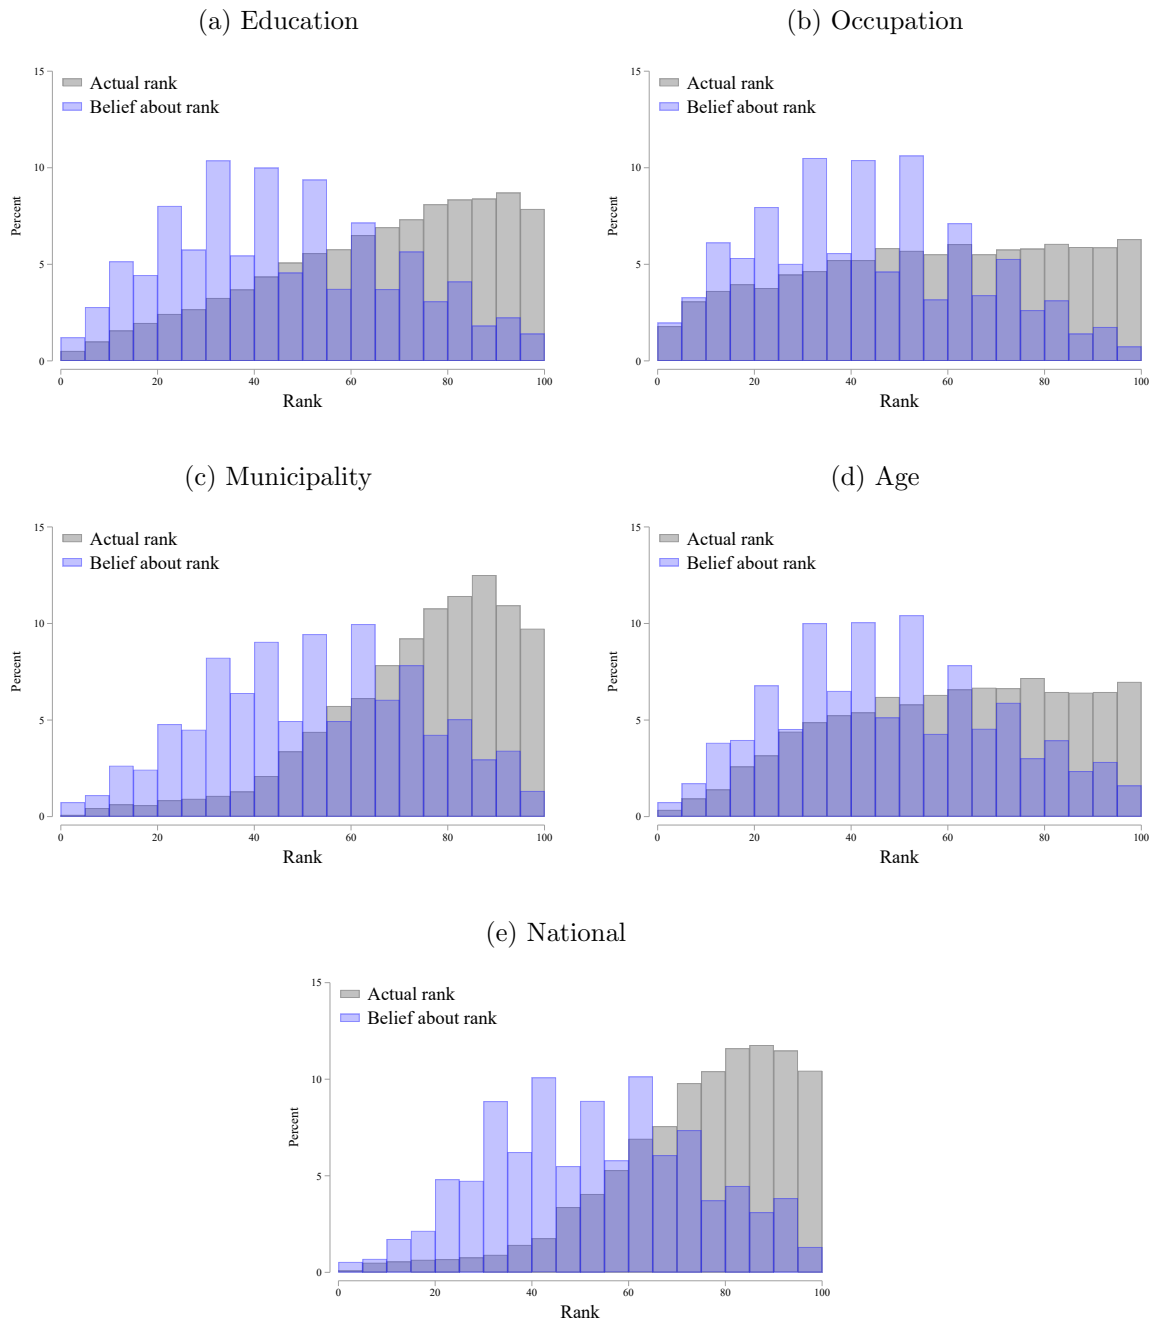 (a) Education
15
10
5
0
Percent
Actual rank
Belief about rank
0 20 40 60 80 100
Rank
(b) Occupation
15
10
5
0
Percent
Actual rank
Belief about rank
0 20 40 60 80 100
Rank
(c) Municipality
15
10
5
0
Percent
Actual rank
Belief about rank
0 20 40 60 80 100
Rank
(d) Age
15
10
5
0
Percent
Actual rank
Belief about rank
0 20 40 60 80 100
Rank
(e) National
15
10
5
0
Percent
Actual rank
Belief about rank
0 20 40 60 80 100
Rank